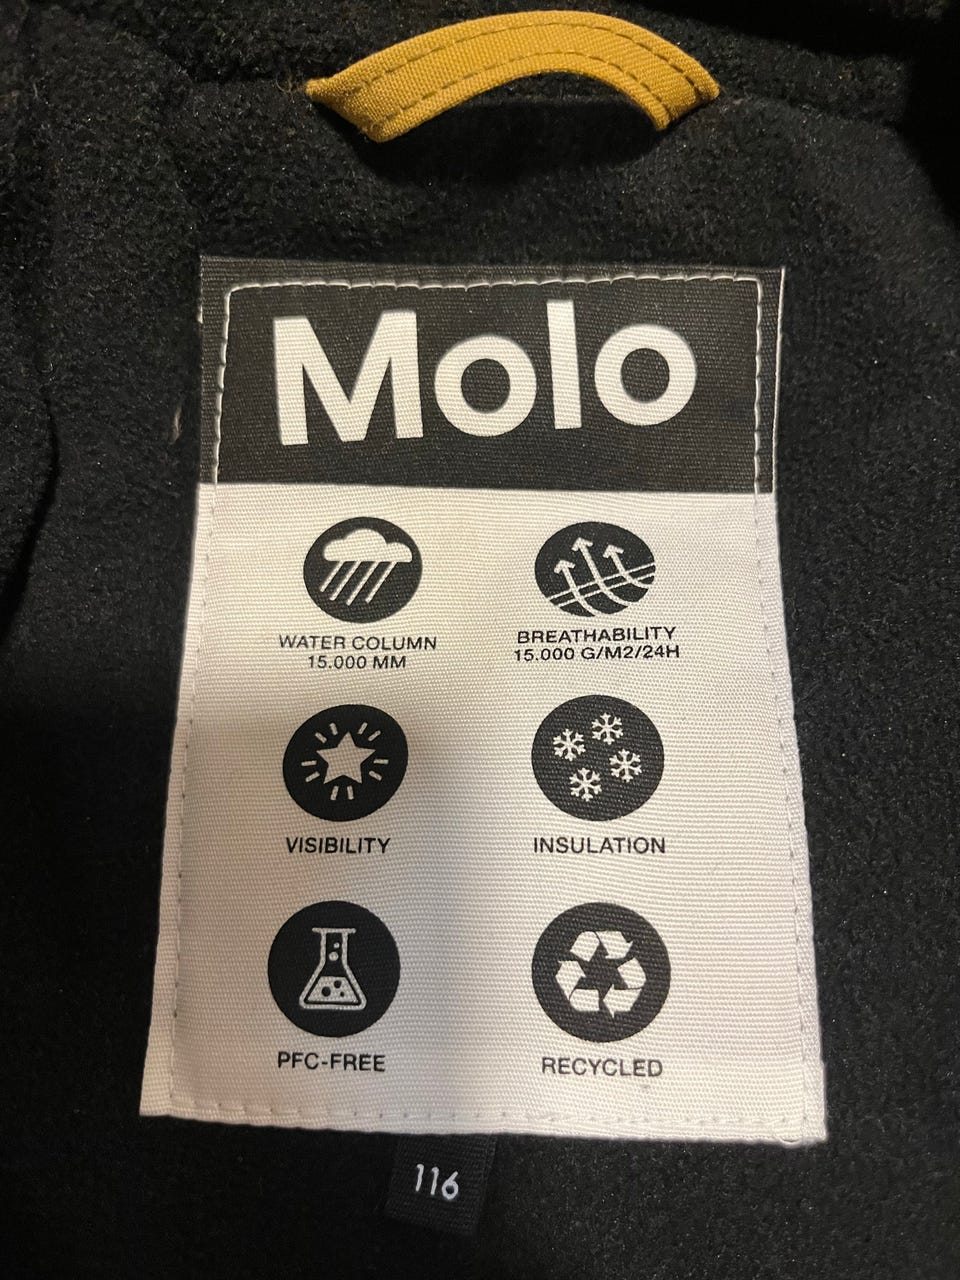 Molo
WATER COLUMN
15.000 MM
BREATHABILITY
15.000 G/M2/24H
VISIBILITY
INSULATION
PFC-FREE
RECYCLED
116